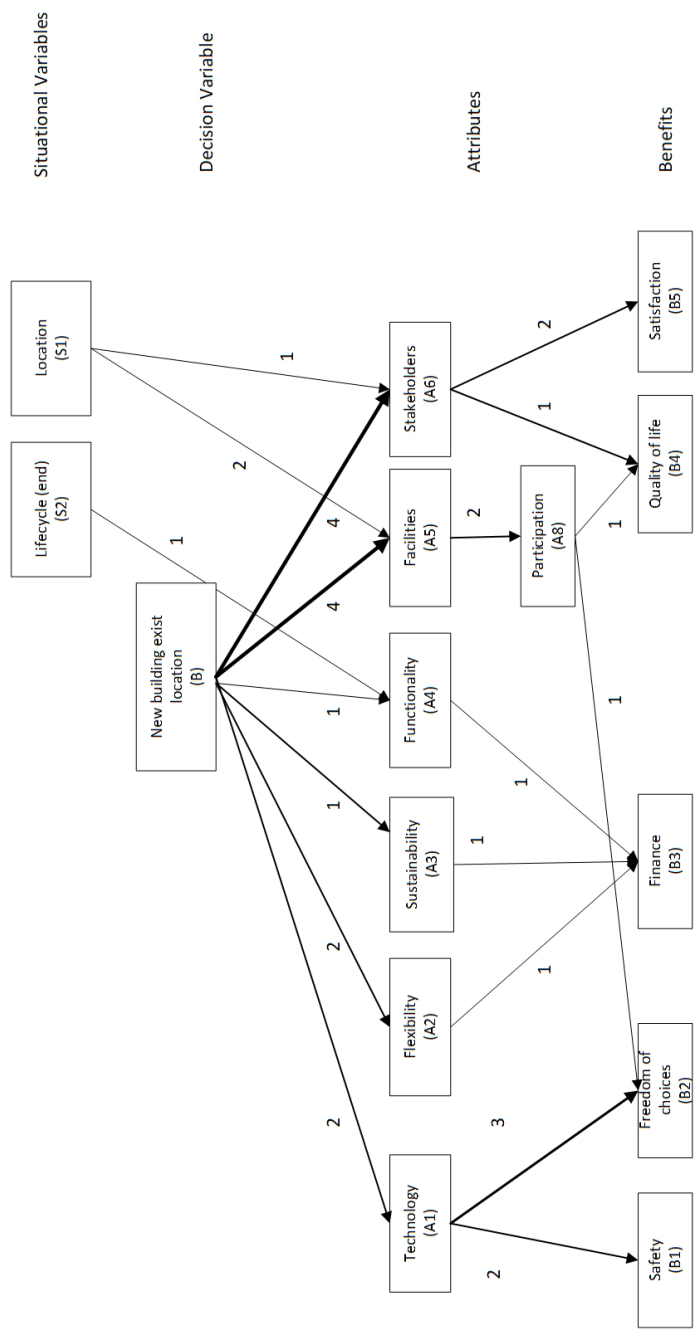 Situational Variables
Decision Variable
Attributes
Benefits
Lifecycle (end)
(S2)
Location
(S1)
1
2
1
New building exist
location
(B)
2
2
1
1
4
4
Technology
(A1)
Flexibility
(A2)
Sustainability
(A3)
Functionality
(A4)
Facilities
(A5)
Stakeholders
(A6)
2
3
1
1
1
2
1
2
Participation
(A8)
1
1
Safety
(B1)
Freedom of
choices
(B2)
Finance
(B3)
Quality of life
(B4)
Satisfaction
(B5)